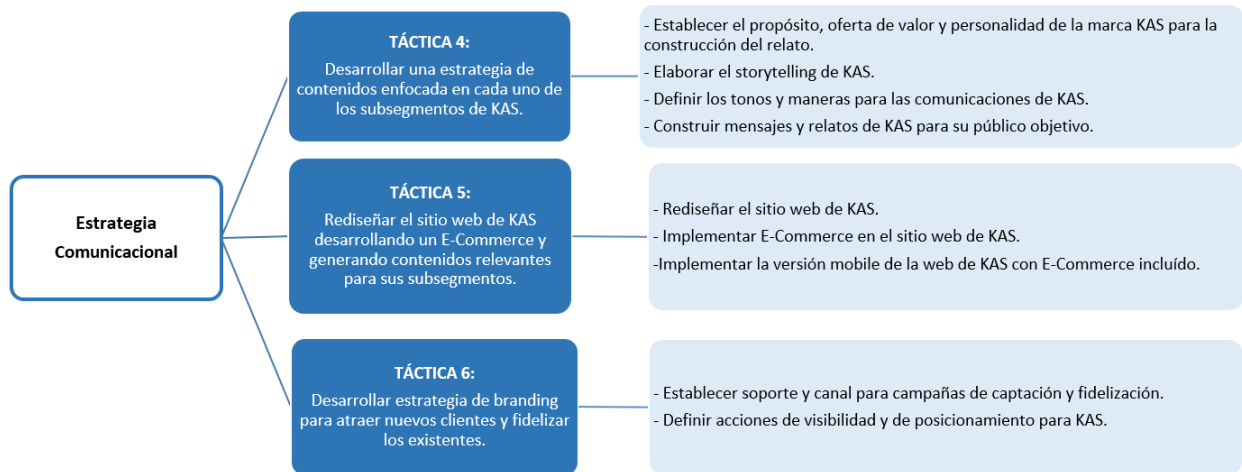 TÁCTICA 4:
Desarrollar una estrategia de
contenidos enfocada en cada uno de
los subsegmentos de KAS.
- Establecer el propósito, oferta de valor y personalidad de la marca KAS para la
construcción del relato.
- Elaborar el storytelling de KAS.
- Definir los tonos y maneras para las comunicaciones de KAS.
- Construir mensajes y relatos de KAS para su público objetivo.
Estrategia
Comunicacional
TÁCTICA 5:
Rediseñar el sitio web de KAS
desarrollando un E-Commerce y
generando contenidos relevantes
para sus subsegmentos.
- Rediseñar el sitio web de KAS.
- Implementar E-Commerce en el sitio web de KAS.
-Implementar la versión mobile de la web de KAS con E-Commerce incluído.
TÁCTICA 6:
Desarrollar estrategia de branding
para atraer nuevos clientes y fidelizar
los existentes.
- Establecer soporte y canal para campañas de captación y fidelización.
- Definir acciones de visibilidad y de posicionamiento para KAS.